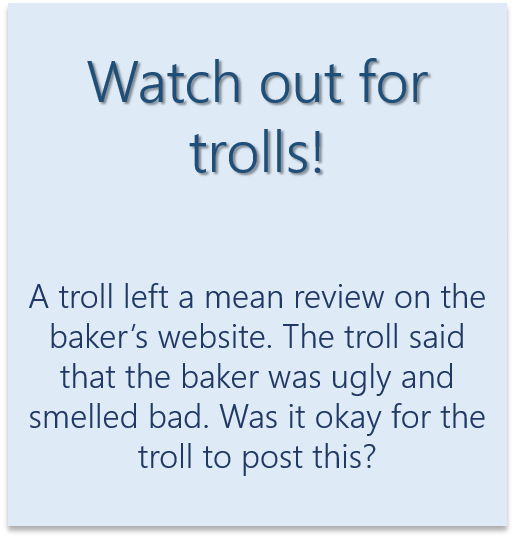 Watch out for
trolls!
A troll left a mean review on the
baker’s website. The troll said
that the baker was ugly and
smelled bad. Was it okay for the
troll to post this?